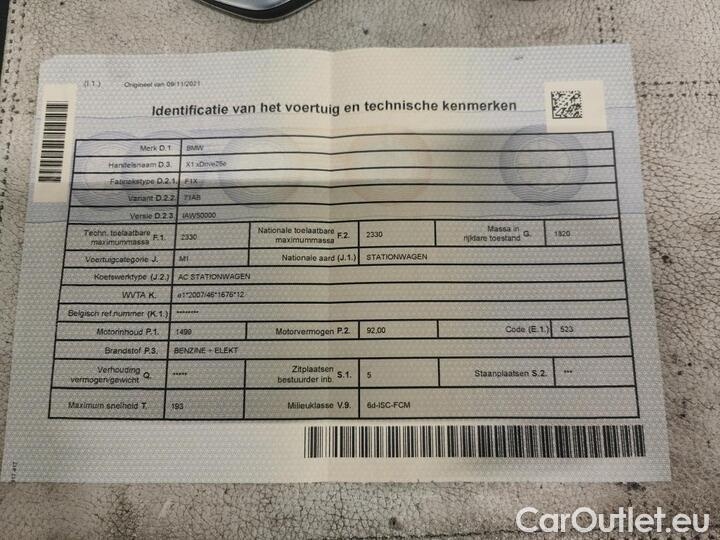 (I.1.) Origineel van 09/11/2021
Identificatie van het voertuig en technische kenmerken
Merk D.1. BMW
Handelsnaam D.3. X1 xDrive25e
Fabriekstype D.2.1. F1X
Variant D.2.2. 71AB
Versie D.2.3. IAW50000
Techn. toelaatbare maximummassa F.1. 2330 Nationale toelaatbare maximummassa F.2. 2330 Massa in rijklare toestand G. 1820
Voertuigcategorie J. M1 Nationale aard (J.1.) STATIONWAGEN
Koetswerktype (J.2.) AC STATIONWAGEN
WVTA K. e1*2007/46*1676*12
Belgisch ref.nummer (K.1.) ********
Motorinhoud P.1. 1499 Motorvermogen P.2. 92,00 Code (E.1.) 523
Brandstof P.3. BENZINE + ELEKT
Verhouding vermogen/gewicht Q. ***** Zitplaatsen bestuurder inb. S.1. 5 Staanplaatsen S.2. ***
Maximum snelheid T. 193 Milieuklasse V.9. 6d-ISC-FCM
CarOutlet.eu